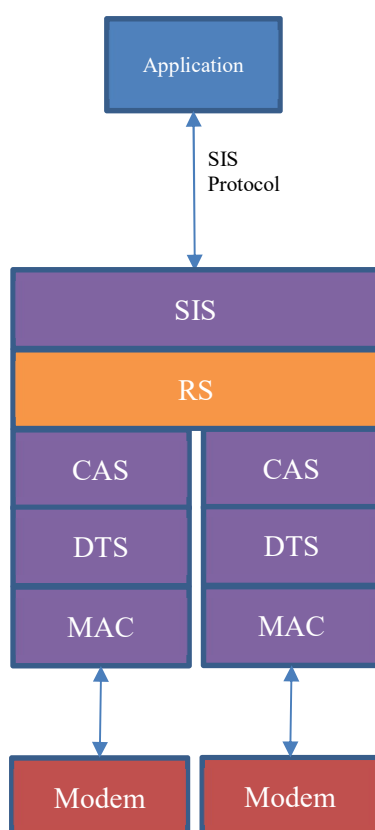 Application
SIS
Protocol
SIS
RS
CAS
CAS
DTS
DTS
MAC
MAC
Modem
Modem